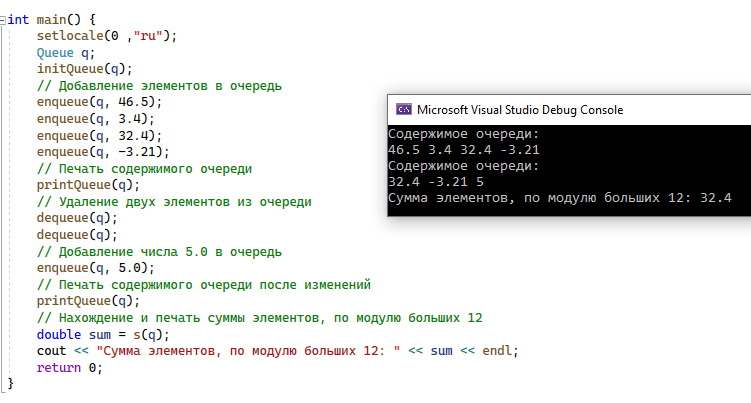 int main() {
setlocale(0 ,"ru");
Queue q;
initQueue(q);
// Добавление элементов в очередь
enqueue(q, 46.5);
enqueue(q, 3.4);
enqueue(q, 32.4);
enqueue(q, -3.21);
// Печать содержимого очереди
printQueue(q);
// Удаление двух элементов из очереди
dequeue(q);
dequeue(q);
// Добавление числа 5.0 в очередь
enqueue(q, 5.0);
// Печать содержимого очереди после изменений
printQueue(q);
// Нахождение и печать суммы элементов, по модулю больших 12
double sum = s(q);
cout << "Сумма элементов, по модулю больших 12: " << sum << endl;
return 0;
}
C:\
Microsoft Visual Studio Debug Console
Содержимое очереди:
46.5 3.4 32.4 -3.21
Содержимое очереди:
32.4 -3.21 5
Сумма элементов, по модулю больших 12: 32.4